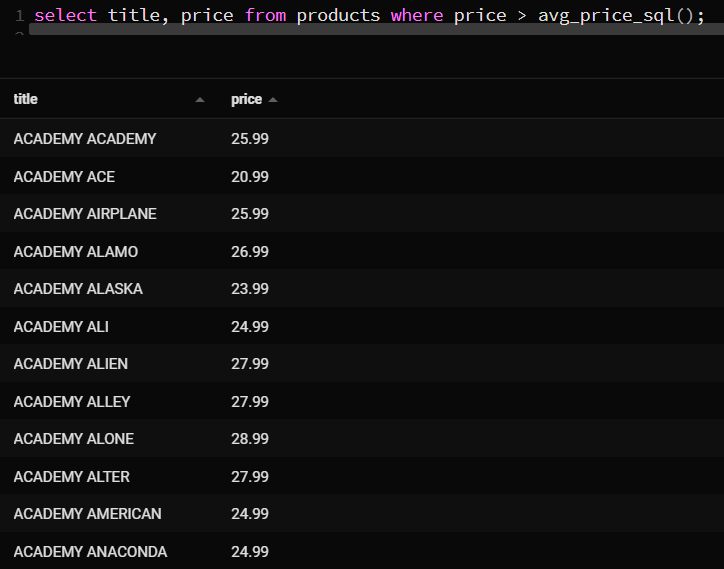 1 select title, price from products where price > avg_price_sql();
title price
ACADEMY ACADEMY 25.99
ACADEMY ACE 20.99
ACADEMY AIRPLANE 25.99
ACADEMY ALAMO 26.99
ACADEMY ALASKA 23.99
ACADEMY ALI 24.99
ACADEMY ALIEN 27.99
ACADEMY ALLEY 27.99
ACADEMY ALONE 28.99
ACADEMY ALTER 27.99
ACADEMY AMERICAN 24.99
ACADEMY ANACONDA 24.99